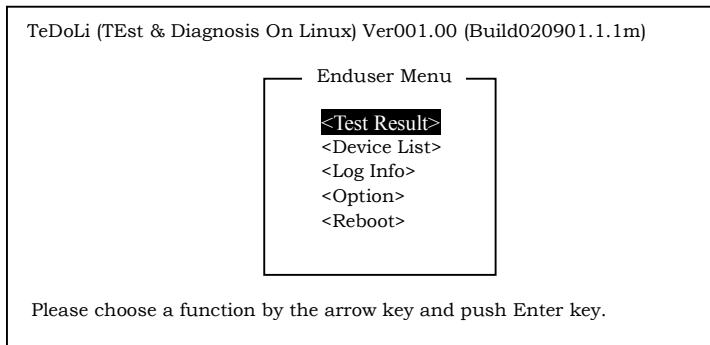 TeDoLi (TEst & Diagnosis On Linux) Ver001.00 (Build020901.1.1m)
Enduser Menu
<Test Result>
<Device List>
<Log Info>
<Option>
<Reboot>
Please choose a function by the arrow key and push Enter key.